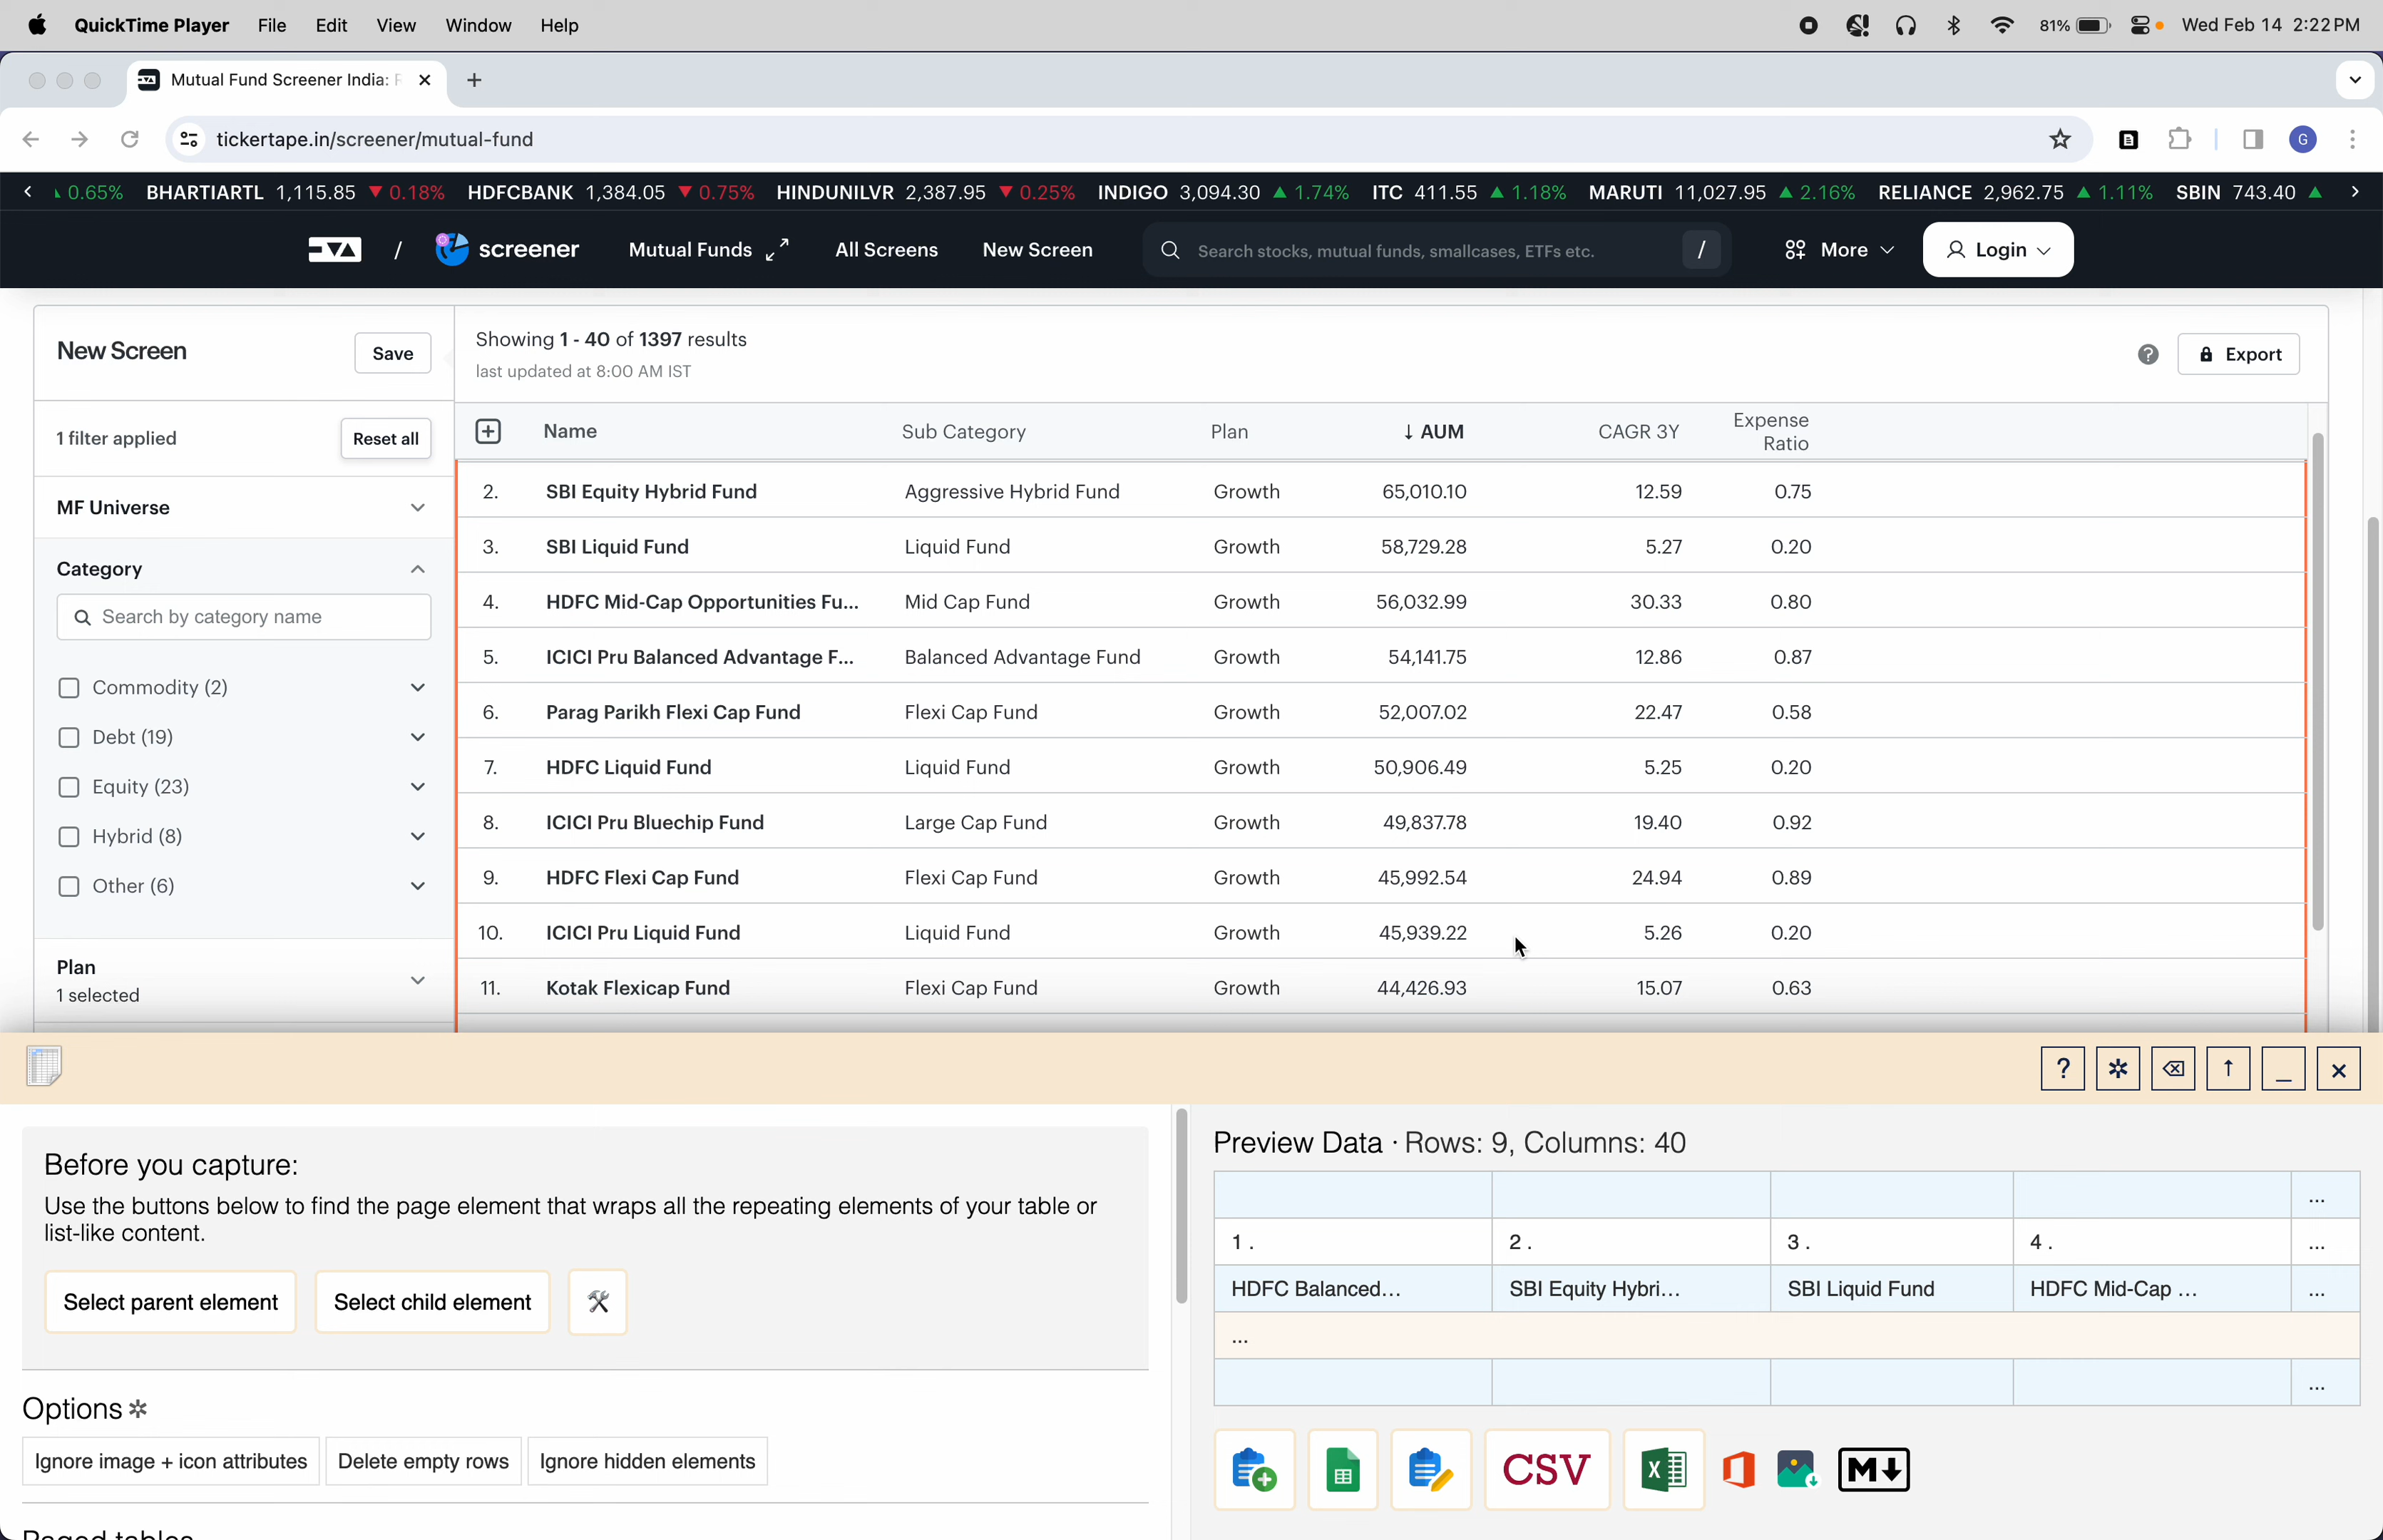 QuickTime Player File Edit View Window Help 81% Wed Feb 14 2:22 PM
Mutual Fund Screener India:
tickertape.in/screener/mutual-fund G
0.65% BHARTIARTL 1,115.85 ▼ 0.18% HDFCBANK 1,384.05 ▼ 0.75% HINDUNILVR 2,387.95 ▼ 0.25% INDIGO 3,094.30 ▲ 1.74% ITC 411.55 ▲ 1.18% MARUTI 11,027.95 ▲ 2.16% RELIANCE 2,962.75 ▲ 1.11% SBIN 743.40 ▲
/ screener Mutual Funds All Screens New Screen Search stocks, mutual funds, smallcases, ETFs etc. / More Login
New Screen Save
Showing 1 - 40 of 1397 results
last updated at 8:00 AM IST
? Export
1 filter applied Reset all
MF Universe
Category
Search by category name
Commodity (2)
Debt (19)
Equity (23)
Hybrid (8)
Other (6)
Plan
1 selected
Name Sub Category Plan ↓ AUM CAGR 3Y Expense Ratio
2. SBI Equity Hybrid Fund Aggressive Hybrid Fund Growth 65,010.10 12.59 0.75
3. SBI Liquid Fund Liquid Fund Growth 58,729.28 5.27 0.20
4. HDFC Mid-Cap Opportunities Fu... Mid Cap Fund Growth 56,032.99 30.33 0.80
5. ICICI Pru Balanced Advantage F... Balanced Advantage Fund Growth 54,141.75 12.86 0.87
6. Parag Parikh Flexi Cap Fund Flexi Cap Fund Growth 52,007.02 22.47 0.58
7. HDFC Liquid Fund Liquid Fund Growth 50,906.49 5.25 0.20
8. ICICI Pru Bluechip Fund Large Cap Fund Growth 49,837.78 19.40 0.92
9. HDFC Flexi Cap Fund Flexi Cap Fund Growth 45,992.54 24.94 0.89
10. ICICI Pru Liquid Fund Liquid Fund Growth 45,939.22 5.26 0.20
11. Kotak Flexicap Fund Flexi Cap Fund Growth 44,426.93 15.07 0.63
? ✲ ⌫ ↑ _ ×
Before you capture:
Use the buttons below to find the page element that wraps all the repeating elements of your table or
list-like content.
Select parent element Select child element
Options ✲
Ignore image + icon attributes Delete empty rows Ignore hidden elements
Paged tables
Preview Data · Rows: 9, Columns: 40
...
1 . 2 . 3 . 4 . ...
HDFC Balanced... SBI Equity Hybri... SBI Liquid Fund HDFC Mid-Cap ... ...
...
...
CSV X M↓